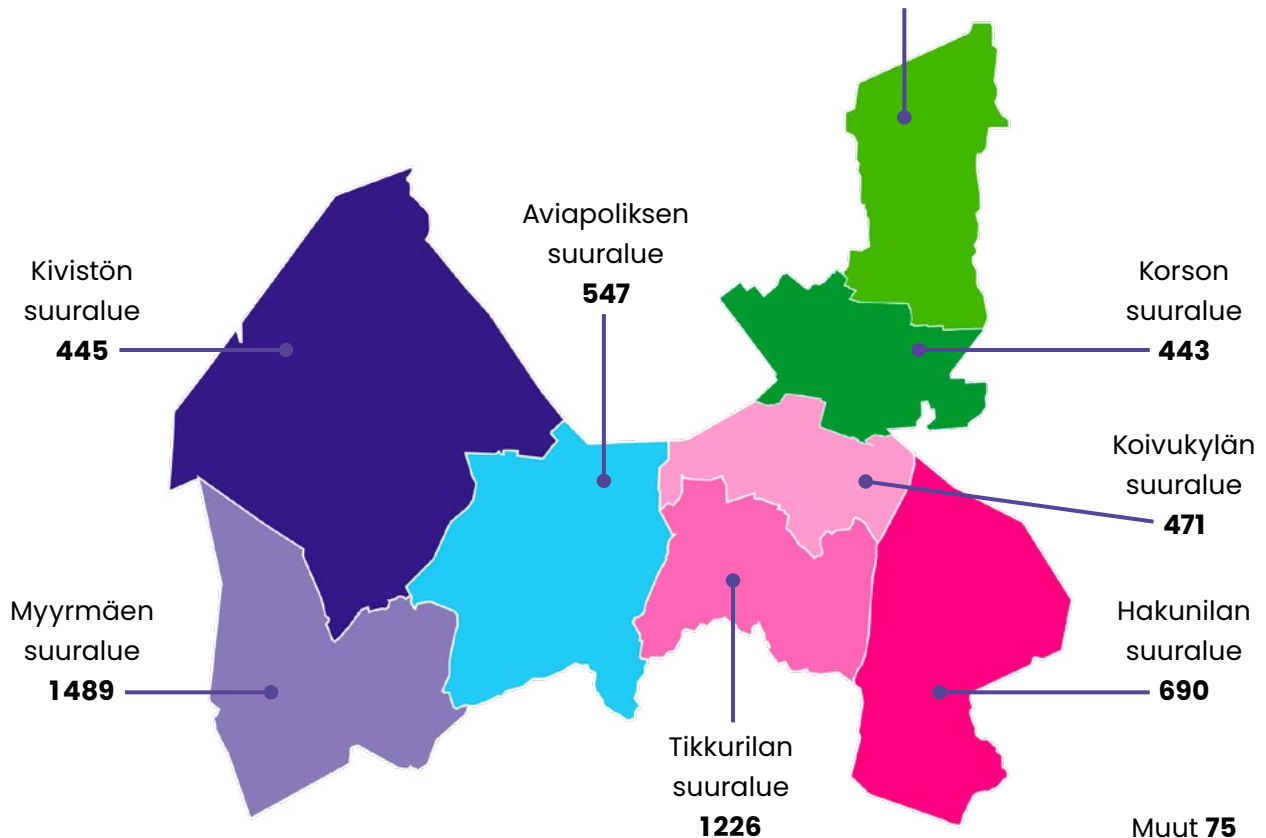 Aviapoliksen
suuralue
547
Kivistön
suuralue
445
Korson
suuralue
443
Koivukylän
suuralue
471
Myyrmäen
suuralue
1489
Hakunilan
suuralue
690
Tikkurilan
suuralue
1226
Muut 75